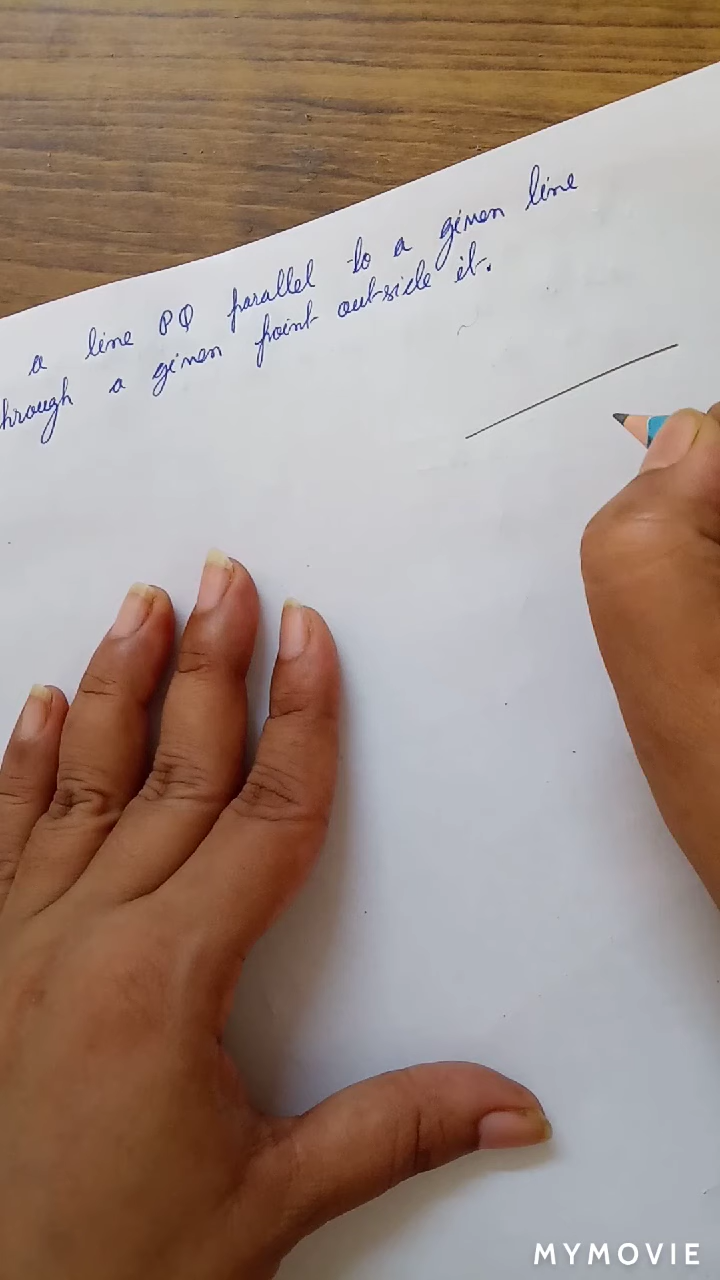 a line PQ parallel to a given line
through a given point outside it.
MYMOVIE